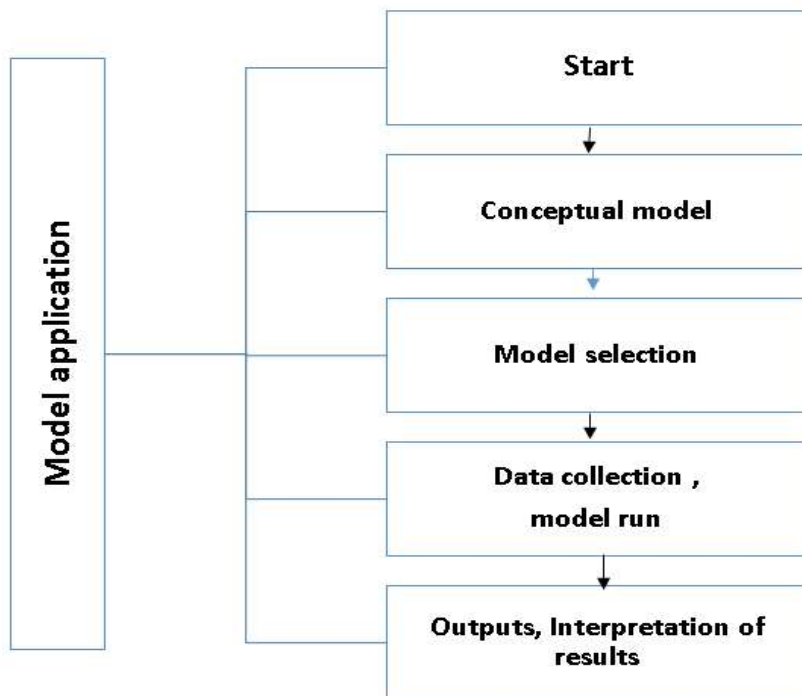 Model application
Start
Conceptual model
Model selection
Data collection ,
model run
Outputs, Interpretation of
results